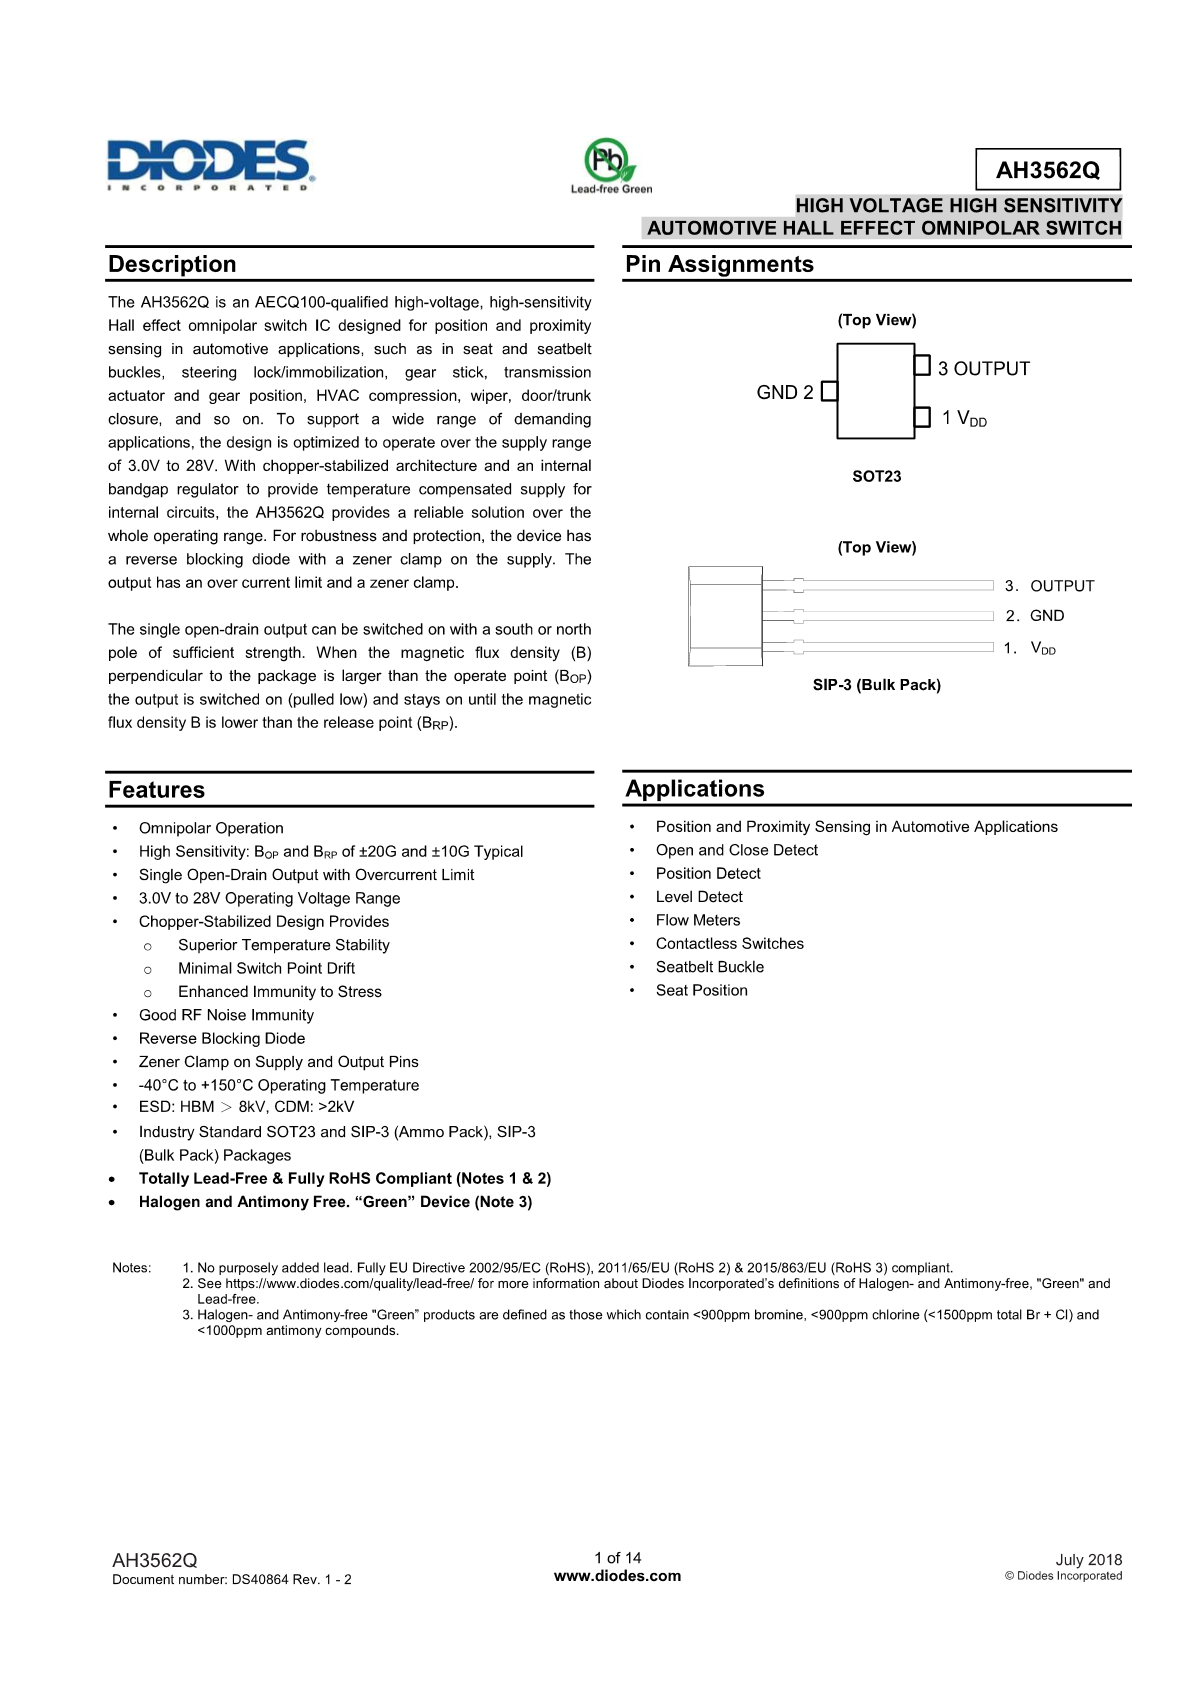 DIODES
INCORPORATED
Pb
Lead-free Green
AH3562Q
HIGH VOLTAGE HIGH SENSITIVITY
AUTOMOTIVE HALL EFFECT OMNIPOLAR SWITCH
Description
The AH3562Q is an AECQ100-qualified high-voltage, high-sensitivity
Hall effect omnipolar switch IC designed for position and proximity
sensing in automotive applications, such as in seat and seatbelt
buckles, steering lock/immobilization, gear stick, transmission
actuator and gear position, HVAC compression, wiper, door/trunk
closure, and so on. To support a wide range of demanding
applications, the design is optimized to operate over the supply range
of 3.0V to 28V. With chopper-stabilized architecture and an internal
bandgap regulator to provide temperature compensated supply for
internal circuits, the AH3562Q provides a reliable solution over the
whole operating range. For robustness and protection, the device has
a reverse blocking diode with a zener clamp on the supply. The
output has an over current limit and a zener clamp.
The single open-drain output can be switched on with a south or north
pole of sufficient strength. When the magnetic flux density (B)
perpendicular to the package is larger than the operate point (BOP)
the output is switched on (pulled low) and stays on until the magnetic
flux density B is lower than the release point (BRP).
Pin Assignments
(Top View)
3 OUTPUT
GND 2
1 VDD
SOT23
(Top View)
3. OUTPUT
2. GND
1. VDD
SIP-3 (Bulk Pack)
Features
• Omnipolar Operation
• High Sensitivity: BOP and BRP of ±20G and ±10G Typical
• Single Open-Drain Output with Overcurrent Limit
• 3.0V to 28V Operating Voltage Range
• Chopper-Stabilized Design Provides
o Superior Temperature Stability
o Minimal Switch Point Drift
o Enhanced Immunity to Stress
• Good RF Noise Immunity
• Reverse Blocking Diode
• Zener Clamp on Supply and Output Pins
• -40°C to +150°C Operating Temperature
• ESD: HBM > 8kV, CDM: >2kV
• Industry Standard SOT23 and SIP-3 (Ammo Pack), SIP-3
(Bulk Pack) Packages
• Totally Lead-Free & Fully RoHS Compliant (Notes 1 & 2)
• Halogen and Antimony Free. “Green” Device (Note 3)
Applications
• Position and Proximity Sensing in Automotive Applications
• Open and Close Detect
• Position Detect
• Level Detect
• Flow Meters
• Contactless Switches
• Seatbelt Buckle
• Seat Position
Notes: 1. No purposely added lead. Fully EU Directive 2002/95/EC (RoHS), 2011/65/EU (RoHS 2) & 2015/863/EU (RoHS 3) compliant.
2. See https://www.diodes.com/quality/lead-free/ for more information about Diodes Incorporated’s definitions of Halogen- and Antimony-free, "Green" and
Lead-free.
3. Halogen- and Antimony-free "Green” products are defined as those which contain <900ppm bromine, <900ppm chlorine (<1500ppm total Br + Cl) and
<1000ppm antimony compounds.
AH3562Q
Document number: DS40864 Rev. 1 - 2
1 of 14
www.diodes.com
July 2018
© Diodes Incorporated